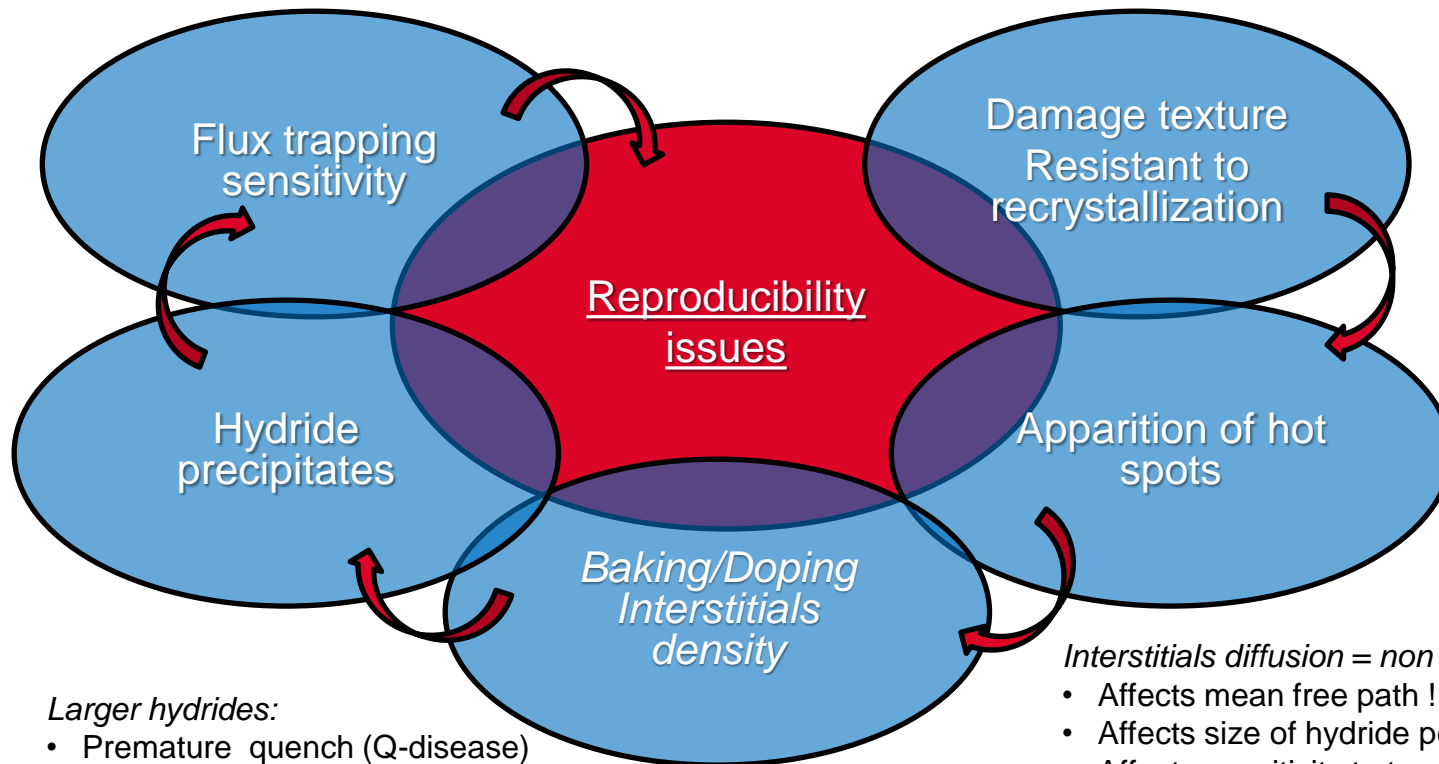 Flux trapping
sensitivity
Damage texture
Resistant to
recrystallization
Reproducibility
issues
Hydride
precipitates
Apparition of hot
spots
Baking/Doping
Interstitials
density
Larger hydrides:
• Premature quench (Q-disease)
Interstitials diffusion = non
• Affects mean free path !
• Affects size of hydride